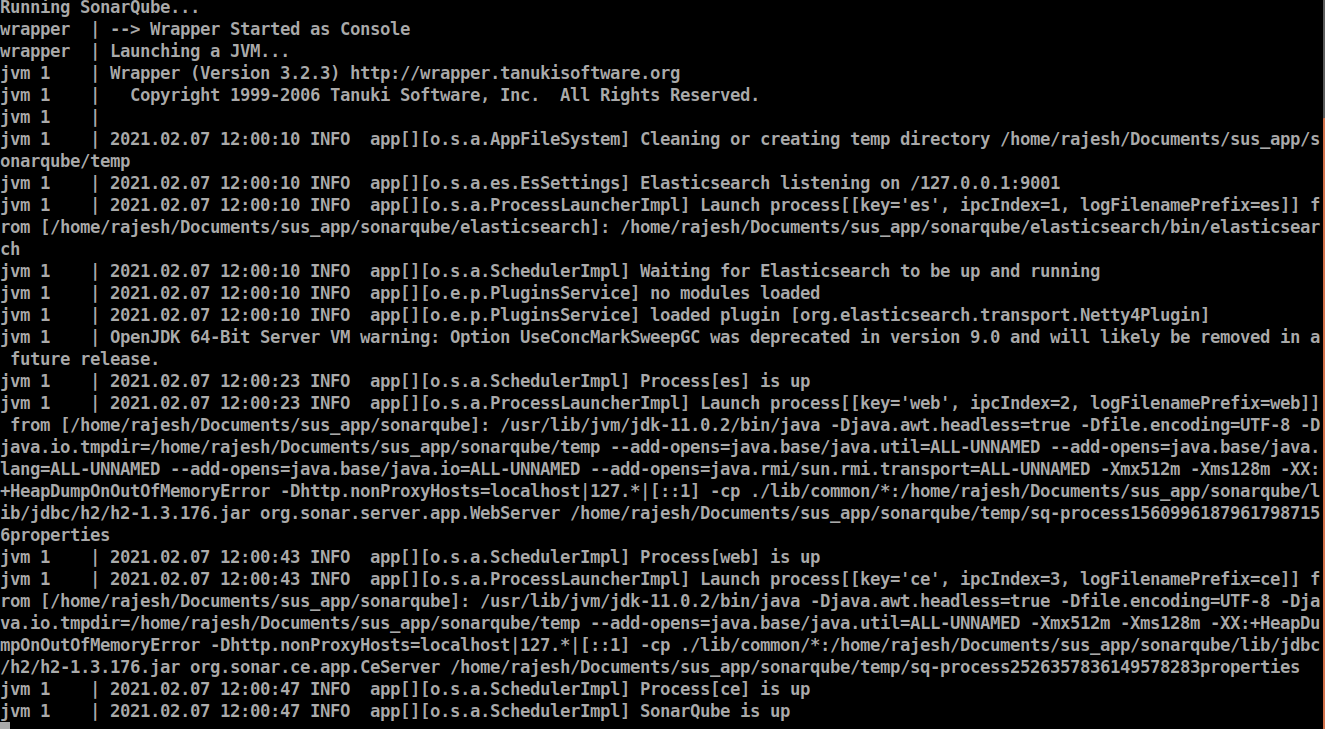 Running SonarQube...
wrapper  | --> Wrapper Started as Console
wrapper  | Launching a JVM...
jvm 1    | Wrapper (Version 3.2.3) http://wrapper.tanukisoftware.org
jvm 1    |   Copyright 1999-2006 Tanuki Software, Inc.  All Rights Reserved.
jvm 1    |
jvm 1    | 2021.02.07 12:00:10 INFO  app[][o.s.a.AppFileSystem] Cleaning or creating temp directory /home/rajesh/Documents/sus_app/s
onarqube/temp
jvm 1    | 2021.02.07 12:00:10 INFO  app[][o.s.a.es.EsSettings] Elasticsearch listening on /127.0.0.1:9001
jvm 1    | 2021.02.07 12:00:10 INFO  app[][o.s.a.ProcessLauncherImpl] Launch process[[key='es', ipcIndex=1, logFilenamePrefix=es]] f
rom [/home/rajesh/Documents/sus_app/sonarqube/elasticsearch]: /home/rajesh/Documents/sus_app/sonarqube/elasticsearch/bin/elasticsear
ch
jvm 1    | 2021.02.07 12:00:10 INFO  app[][o.s.a.SchedulerImpl] Waiting for Elasticsearch to be up and running
jvm 1    | 2021.02.07 12:00:10 INFO  app[][o.e.p.PluginsService] no modules loaded
jvm 1    | 2021.02.07 12:00:10 INFO  app[][o.e.p.PluginsService] loaded plugin [org.elasticsearch.transport.Netty4Plugin]
jvm 1    | OpenJDK 64-Bit Server VM warning: Option UseConcMarkSweepGC was deprecated in version 9.0 and will likely be removed in a
 future release.
jvm 1    | 2021.02.07 12:00:23 INFO  app[][o.s.a.SchedulerImpl] Process[es] is up
jvm 1    | 2021.02.07 12:00:23 INFO  app[][o.s.a.ProcessLauncherImpl] Launch process[[key='web', ipcIndex=2, logFilenamePrefix=web]]
 from [/home/rajesh/Documents/sus_app/sonarqube]: /usr/lib/jvm/jdk-11.0.2/bin/java -Djava.awt.headless=true -Dfile.encoding=UTF-8 -D
java.io.tmpdir=/home/rajesh/Documents/sus_app/sonarqube/temp --add-opens=java.base/java.util=ALL-UNNAMED --add-opens=java.base/java.
lang=ALL-UNNAMED --add-opens=java.base/java.io=ALL-UNNAMED --add-opens=java.rmi/sun.rmi.transport=ALL-UNNAMED -Xmx512m -Xms128m -XX:
+HeapDumpOnOutOfMemoryError -Dhttp.nonProxyHosts=localhost|127.*|[::1] -cp ./lib/common/*:/home/rajesh/Documents/sus_app/sonarqube/l
ib/jdbc/h2/h2-1.3.176.jar org.sonar.server.app.WebServer /home/rajesh/Documents/sus_app/sonarqube/temp/sq-process1560996187961798715
6properties
jvm 1    | 2021.02.07 12:00:43 INFO  app[][o.s.a.SchedulerImpl] Process[web] is up
jvm 1    | 2021.02.07 12:00:43 INFO  app[][o.s.a.ProcessLauncherImpl] Launch process[[key='ce', ipcIndex=3, logFilenamePrefix=ce]] f
rom [/home/rajesh/Documents/sus_app/sonarqube]: /usr/lib/jvm/jdk-11.0.2/bin/java -Djava.awt.headless=true -Dfile.encoding=UTF-8 -Dja
va.io.tmpdir=/home/rajesh/Documents/sus_app/sonarqube/temp --add-opens=java.base/java.util=ALL-UNNAMED -Xmx512m -Xms128m -XX:+HeapDu
mpOnOutOfMemoryError -Dhttp.nonProxyHosts=localhost|127.*|[::1] -cp ./lib/common/*:/home/rajesh/Documents/sus_app/sonarqube/lib/jdbc
/h2/h2-1.3.176.jar org.sonar.ce.app.CeServer /home/rajesh/Documents/sus_app/sonarqube/temp/sq-process2526357836149578283properties
jvm 1    | 2021.02.07 12:00:47 INFO  app[][o.s.a.SchedulerImpl] Process[ce] is up
jvm 1    | 2021.02.07 12:00:47 INFO  app[][o.s.a.SchedulerImpl] SonarQube is up